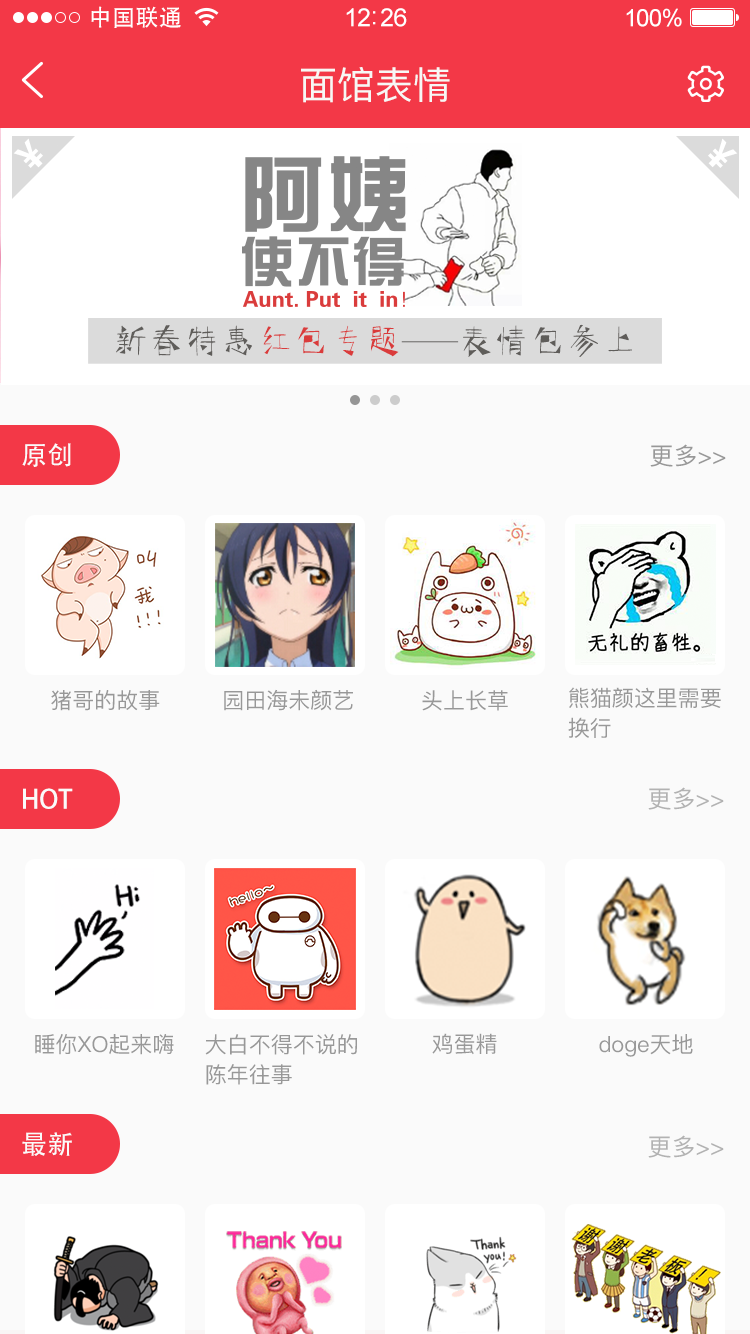 中国联通
12:26
100%
面馆表情
¥
¥
阿姨
使不得
Aunt. Put it in!
新春特惠红包专题——表情包参上
原创
更多>>
叫
我
!!!
无礼的畜牲。
猪哥的故事
园田海未颜艺
头上长草
熊猫颜这里需要
换行
HOT
更多>>
Hi
hello~
睡你XO起来嗨
大白不得不说的
陈年往事
鸡蛋精
doge天地
最新
更多>>
Thank You
Thank
you!
谢谢老板!